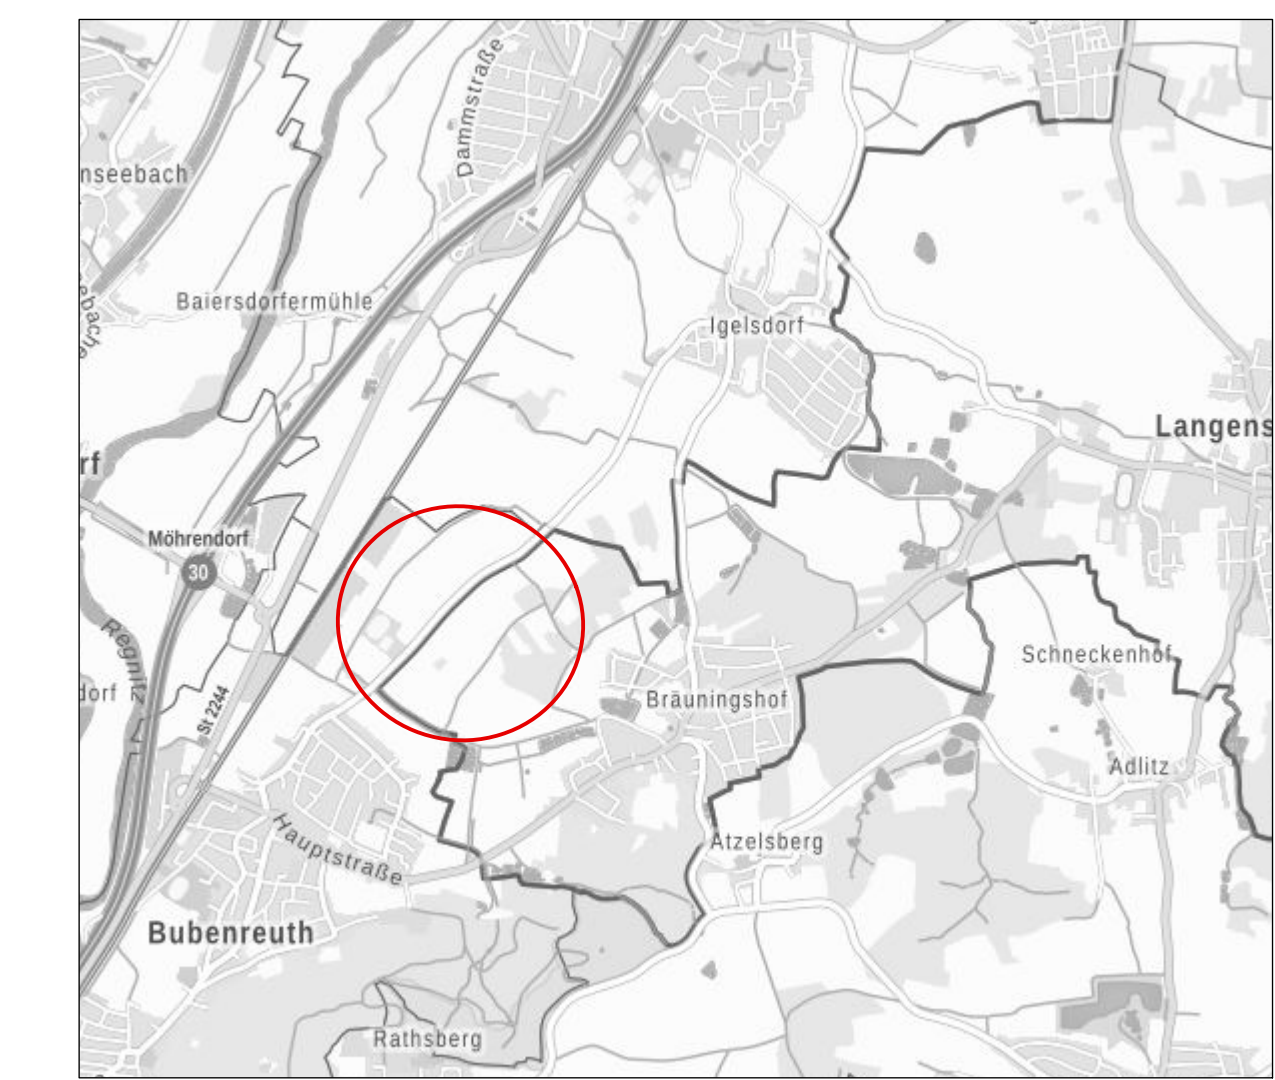 Dammstraße
nseebach
ebache
Baiersdorfermühle
Igelsdorf
Langens
rf
Möhrendorf
30
Regnitz
dorf
St 2244
Schneckenhof
Bräuningshof
Adlitz
Hauptstraße
Atzelsberg
Bubenreuth
Rathsberg